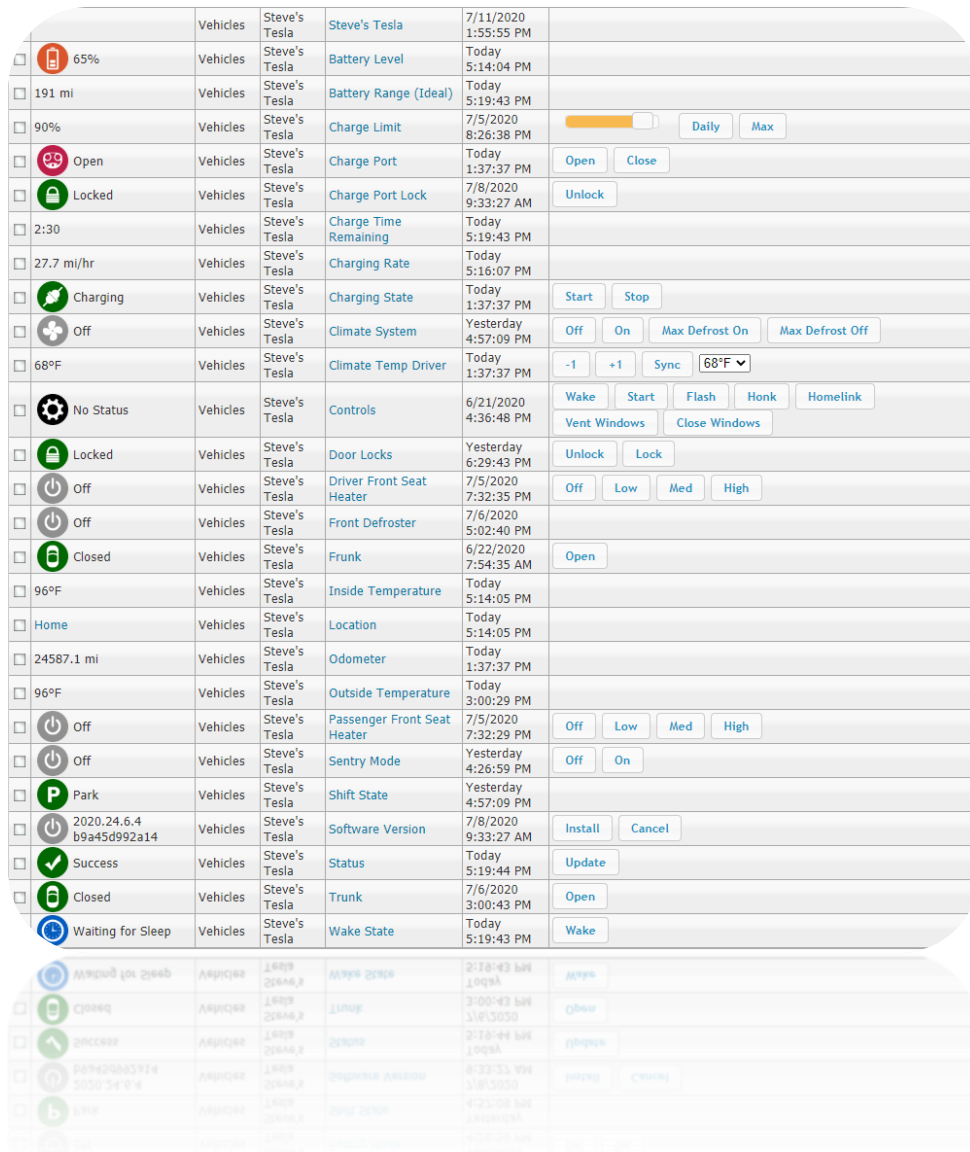 Vehicles Steve's Tesla Steve's Tesla 7/11/2020 1:55:55 PM
65% Vehicles Steve's Tesla Battery Level Today 5:14:04 PM
191 mi Vehicles Steve's Tesla Battery Range (Ideal) Today 5:19:43 PM
90% Vehicles Steve's Tesla Charge Limit 7/5/2020 8:26:38 PM Daily Max
Open Vehicles Steve's Tesla Charge Port Today 1:37:37 PM Open Close
Locked Vehicles Steve's Tesla Charge Port Lock 7/8/2020 9:33:27 AM Unlock
2:30 Vehicles Steve's Tesla Charge Time Remaining Today 5:19:43 PM
27.7 mi/hr Vehicles Steve's Tesla Charging Rate Today 5:16:07 PM
Charging Vehicles Steve's Tesla Charging State Today 1:37:37 PM Start Stop
Off Vehicles Steve's Tesla Climate System Yesterday 4:57:09 PM Off On Max Defrost On Max Defrost Off
68°F Vehicles Steve's Tesla Climate Temp Driver Today 1:37:37 PM -1 +1 Sync 68°F
No Status Vehicles Steve's Tesla Controls 6/21/2020 4:36:48 PM Wake Start Flash Honk Homelink Vent Windows Close Windows
Locked Vehicles Steve's Tesla Door Locks Yesterday 6:29:43 PM Unlock Lock
Off Vehicles Steve's Tesla Driver Front Seat Heater 7/5/2020 7:32:35 PM Off Low Med High
Off Vehicles Steve's Tesla Front Defroster 7/6/2020 5:02:40 PM
Closed Vehicles Steve's Tesla Frunk 6/22/2020 7:54:35 AM Open
96°F Vehicles Steve's Tesla Inside Temperature Today 5:14:05 PM
Home Vehicles Steve's Tesla Location Today 5:14:05 PM
24587.1 mi Vehicles Steve's Tesla Odometer Today 1:37:37 PM
96°F Vehicles Steve's Tesla Outside Temperature Today 3:00:29 PM
Off Vehicles Steve's Tesla Passenger Front Seat Heater 7/5/2020 7:32:29 PM Off Low Med High
Off Vehicles Steve's Tesla Sentry Mode Yesterday 4:26:59 PM Off On
P Park Vehicles Steve's Tesla Shift State Yesterday 4:57:09 PM
2020.24.6.4 b9a45d992a14 Vehicles Steve's Tesla Software Version 7/8/2020 9:33:27 AM Install Cancel
Success Vehicles Steve's Tesla Status Today 5:19:44 PM Update
Closed Vehicles Steve's Tesla Trunk 7/6/2020 3:00:43 PM Open
Waiting for Sleep Vehicles Steve's Tesla Wake State Today 5:19:43 PM Wake